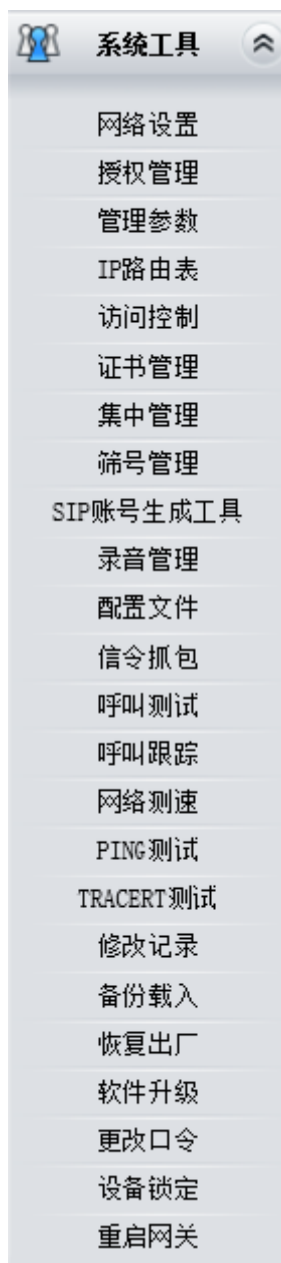 系统工具
网络设置
授权管理
管理参数
IP路由表
访问控制
证书管理
集中管理
筛号管理
SIP账号生成工具
录音管理
配置文件
信令抓包
呼叫测试
呼叫跟踪
网络测速
PING测试
TRACERT测试
修改记录
备份载入
恢复出厂
软件升级
更改口令
设备锁定
重启网关